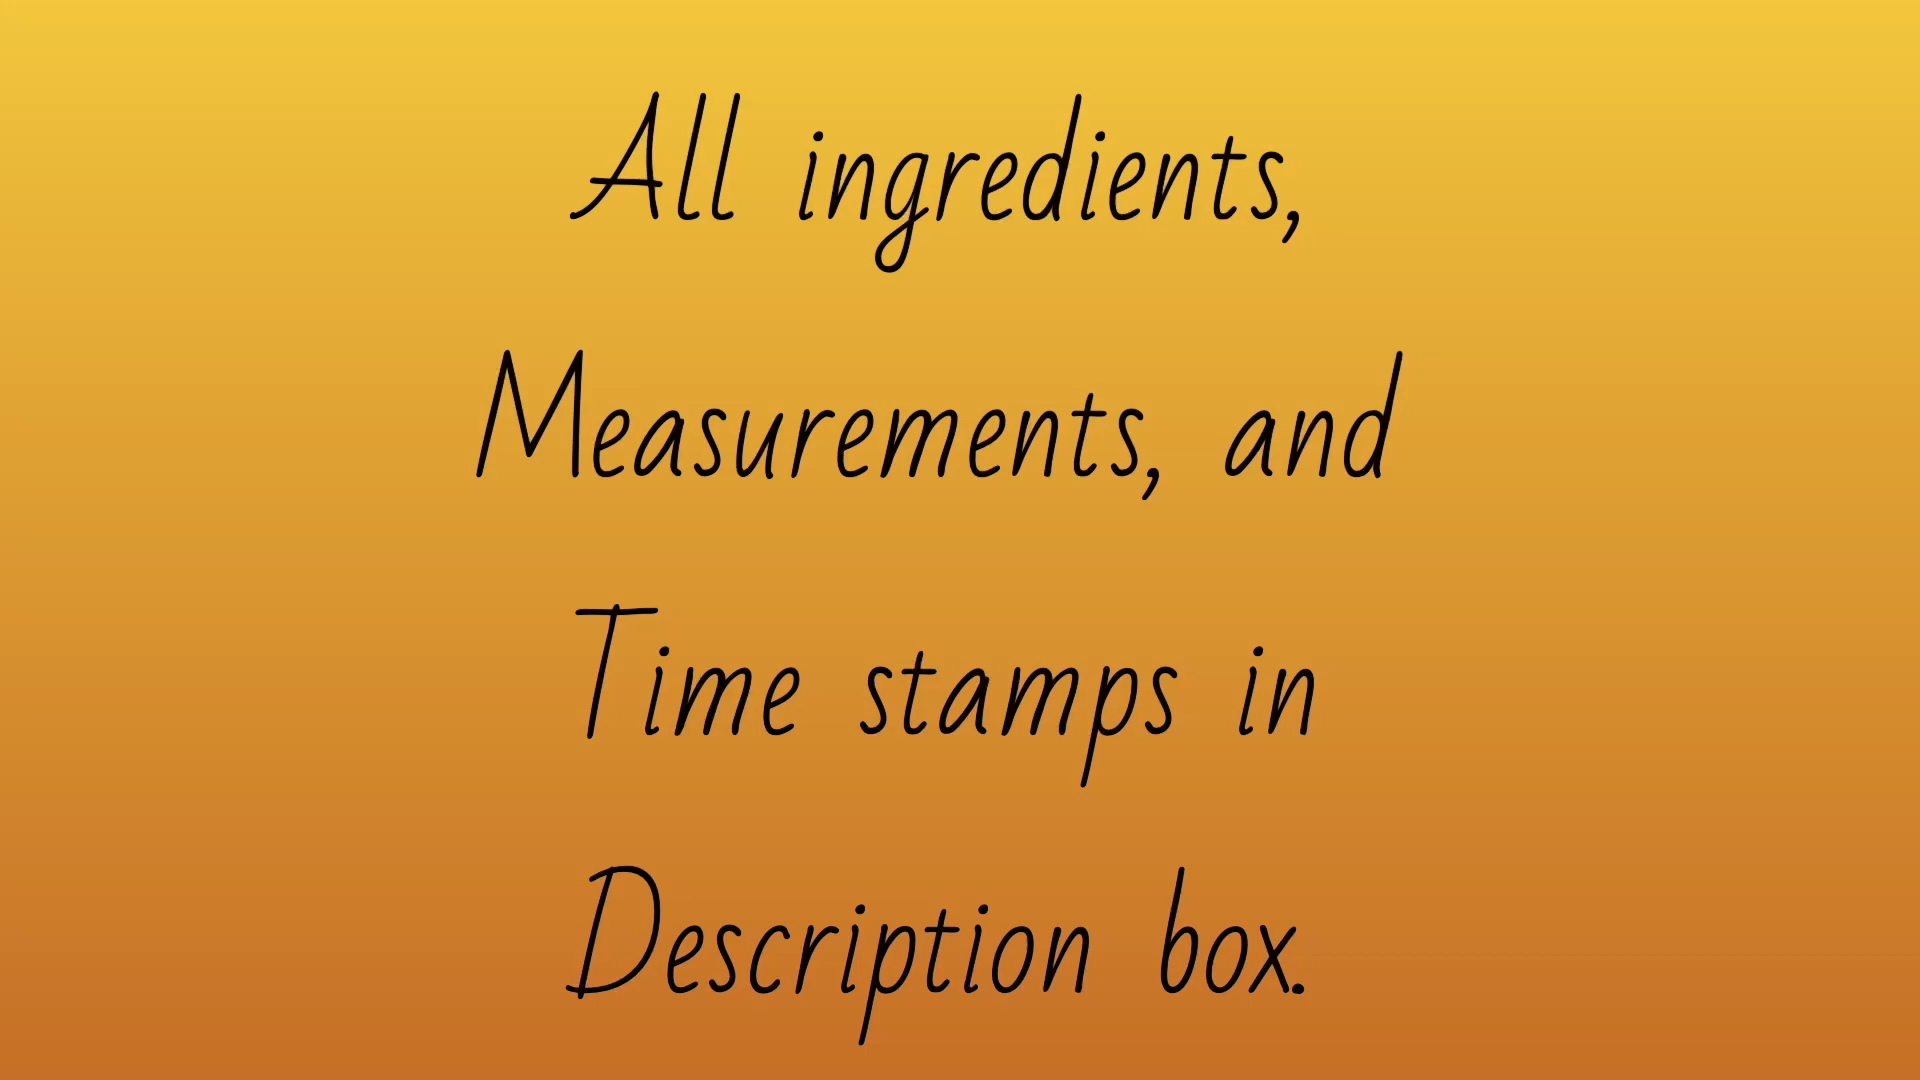 All ingredients,
Measurements, and
Time stamps in
Description box.